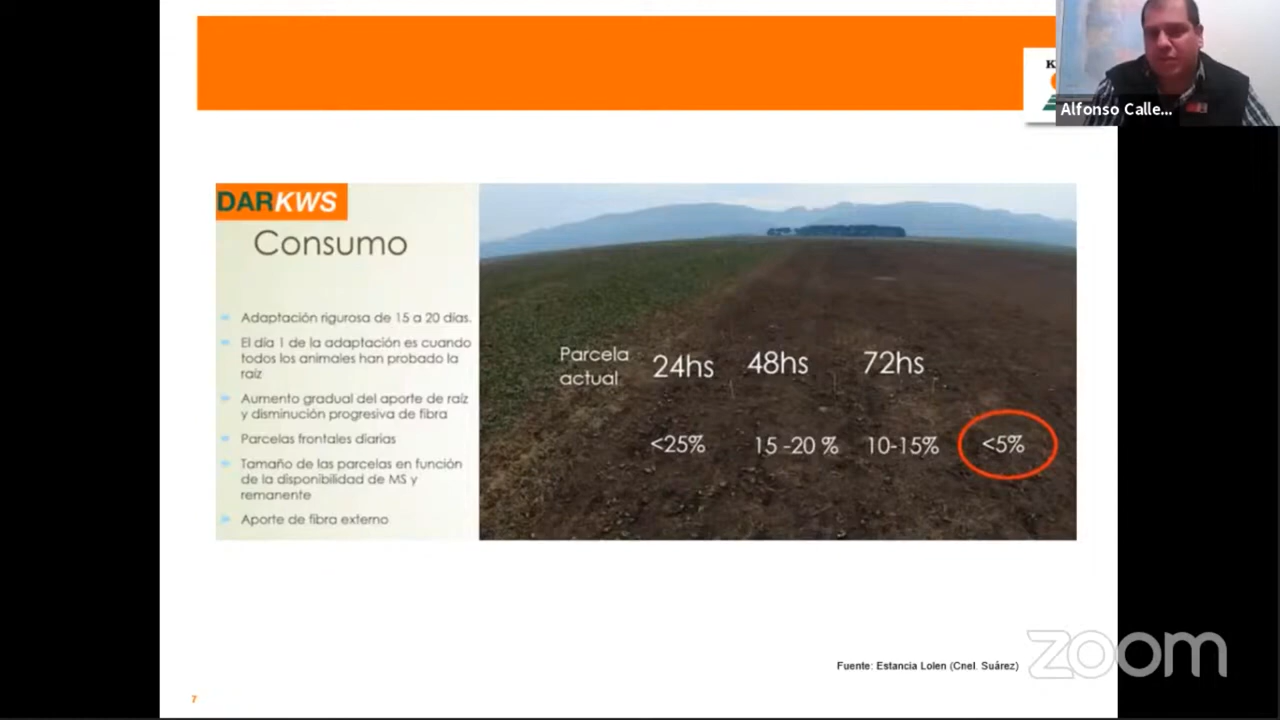 Alfonso Calle...
DARKWS
Consumo
Adaptación rigurosa de 15 a 20 días.
El día 1 de la adaptación es cuando
todos los animales han probado la
raíz
Aumento gradual del aporte de raíz
y disminución progresiva de fibra
Parcelas frontales diarias
Tamaño de las parcelas en función
de la disponibilidad de MS y
remanente
Aporte de fibra externo
Parcela
actual
24hs
48hs
72hs
<25%
15 -20 %
10-15%
<5%
Fuente: Estancia Lolen (Cnel. Suárez)
zoom
7